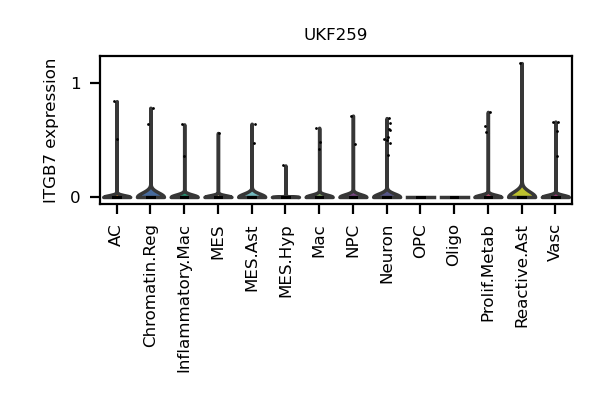 UKF259
ITGB7 expression
1
0
AC
Chromatin.Reg
Inflammatory.Mac
MES
MES.Ast
MES.Hyp
Mac
NPC
Neuron
OPC
Oligo
Prolif.Metab
Reactive.Ast
Vasc